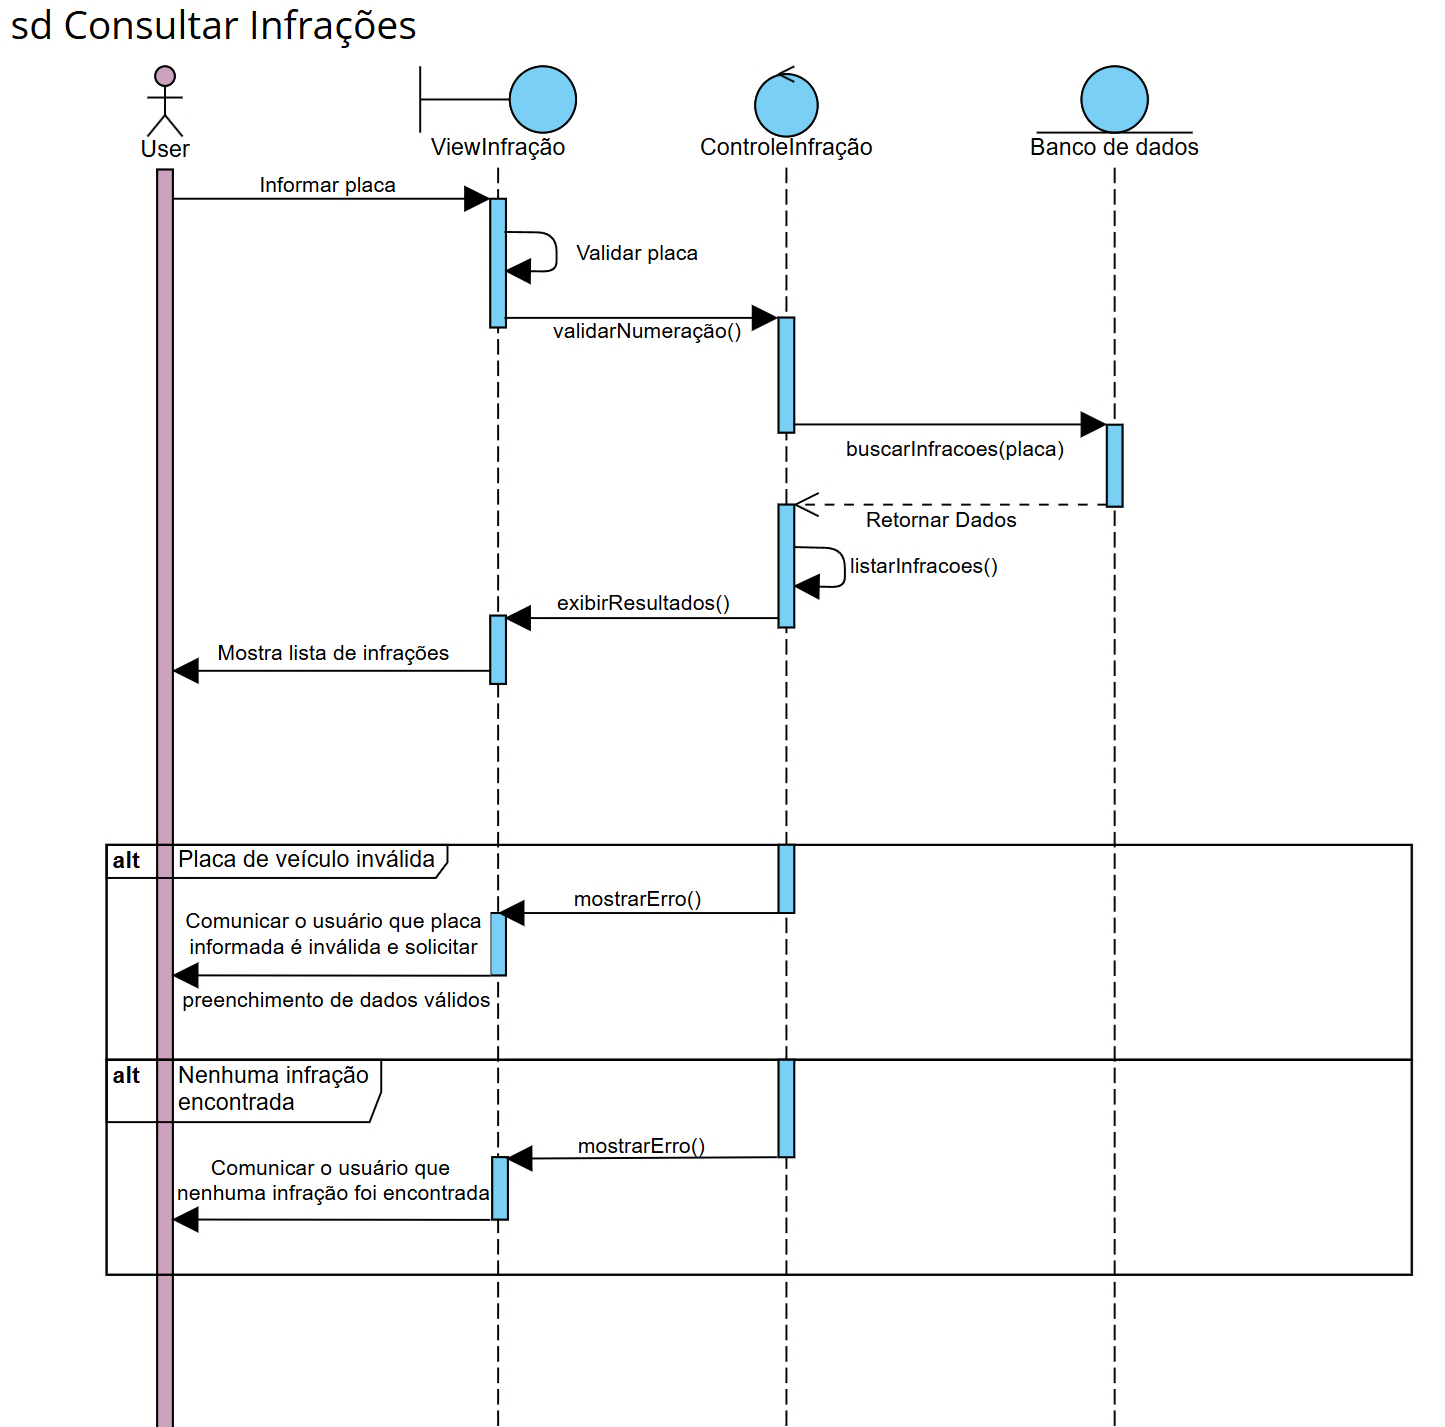 sd Consultar Infrações
User
ViewInfração
ControleInfração
Banco de dados
Informar placa
Validar placa
validarNumeração()
buscarInfracoes(placa)
Retornar Dados
listarInfracoes()
exibirResultados()
Mostra lista de infrações
alt
Placa de veículo inválida
mostrarErro()
Comunicar o usuário que placa
informada é inválida e solicitar
preenchimento de dados válidos
alt
Nenhuma infração
encontrada
mostrarErro()
Comunicar o usuário que
nenhuma infração foi encontrada